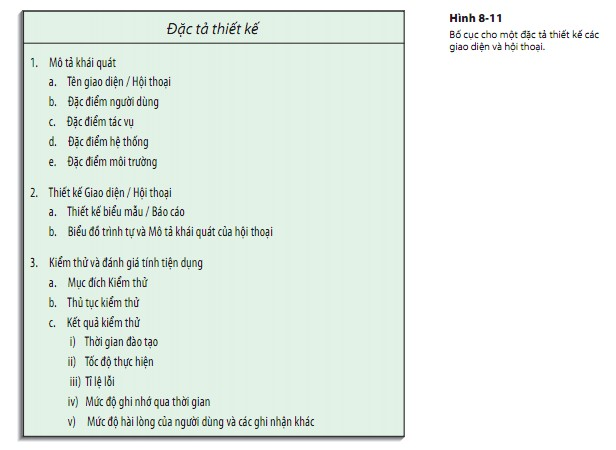 Đặc tả thiết kế
1. Mô tả khái quát
a. Tên giao diện / Hội thoại
b. Đặc điểm người dùng
c. Đặc điểm tác vụ
d. Đặc điểm hệ thống
e. Đặc điểm môi trường
2. Thiết kế Giao diện / Hội thoại
a. Thiết kế biểu mẫu / Báo cáo
b. Biểu đồ trình tự và Mô tả khái quát của hội thoại
3. Kiểm thử và đánh giá tính tiện dụng
a. Mục đích Kiểm thử
b. Thủ tục kiểm thử
c. Kết quả kiểm thử
i) Thời gian đào tạo
ii) Tốc độ thực hiện
iii) Tỉ lệ lỗi
iv) Mức độ ghi nhớ qua thời gian
v) Mức độ hài lòng của người dùng và các ghi nhận khác
Hình 8-11
Bố cục cho một đặc tả thiết kế các
giao diện và hội thoại.